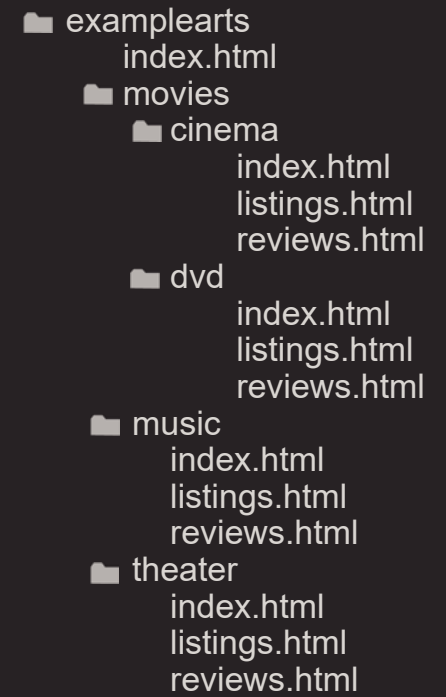 examplearts
index.html
movies
cinema
index.html
listings.html
reviews.html
dvd
index.html
listings.html
reviews.html
music
index.html
listings.html
reviews.html
theater
index.html
listings.html
reviews.html